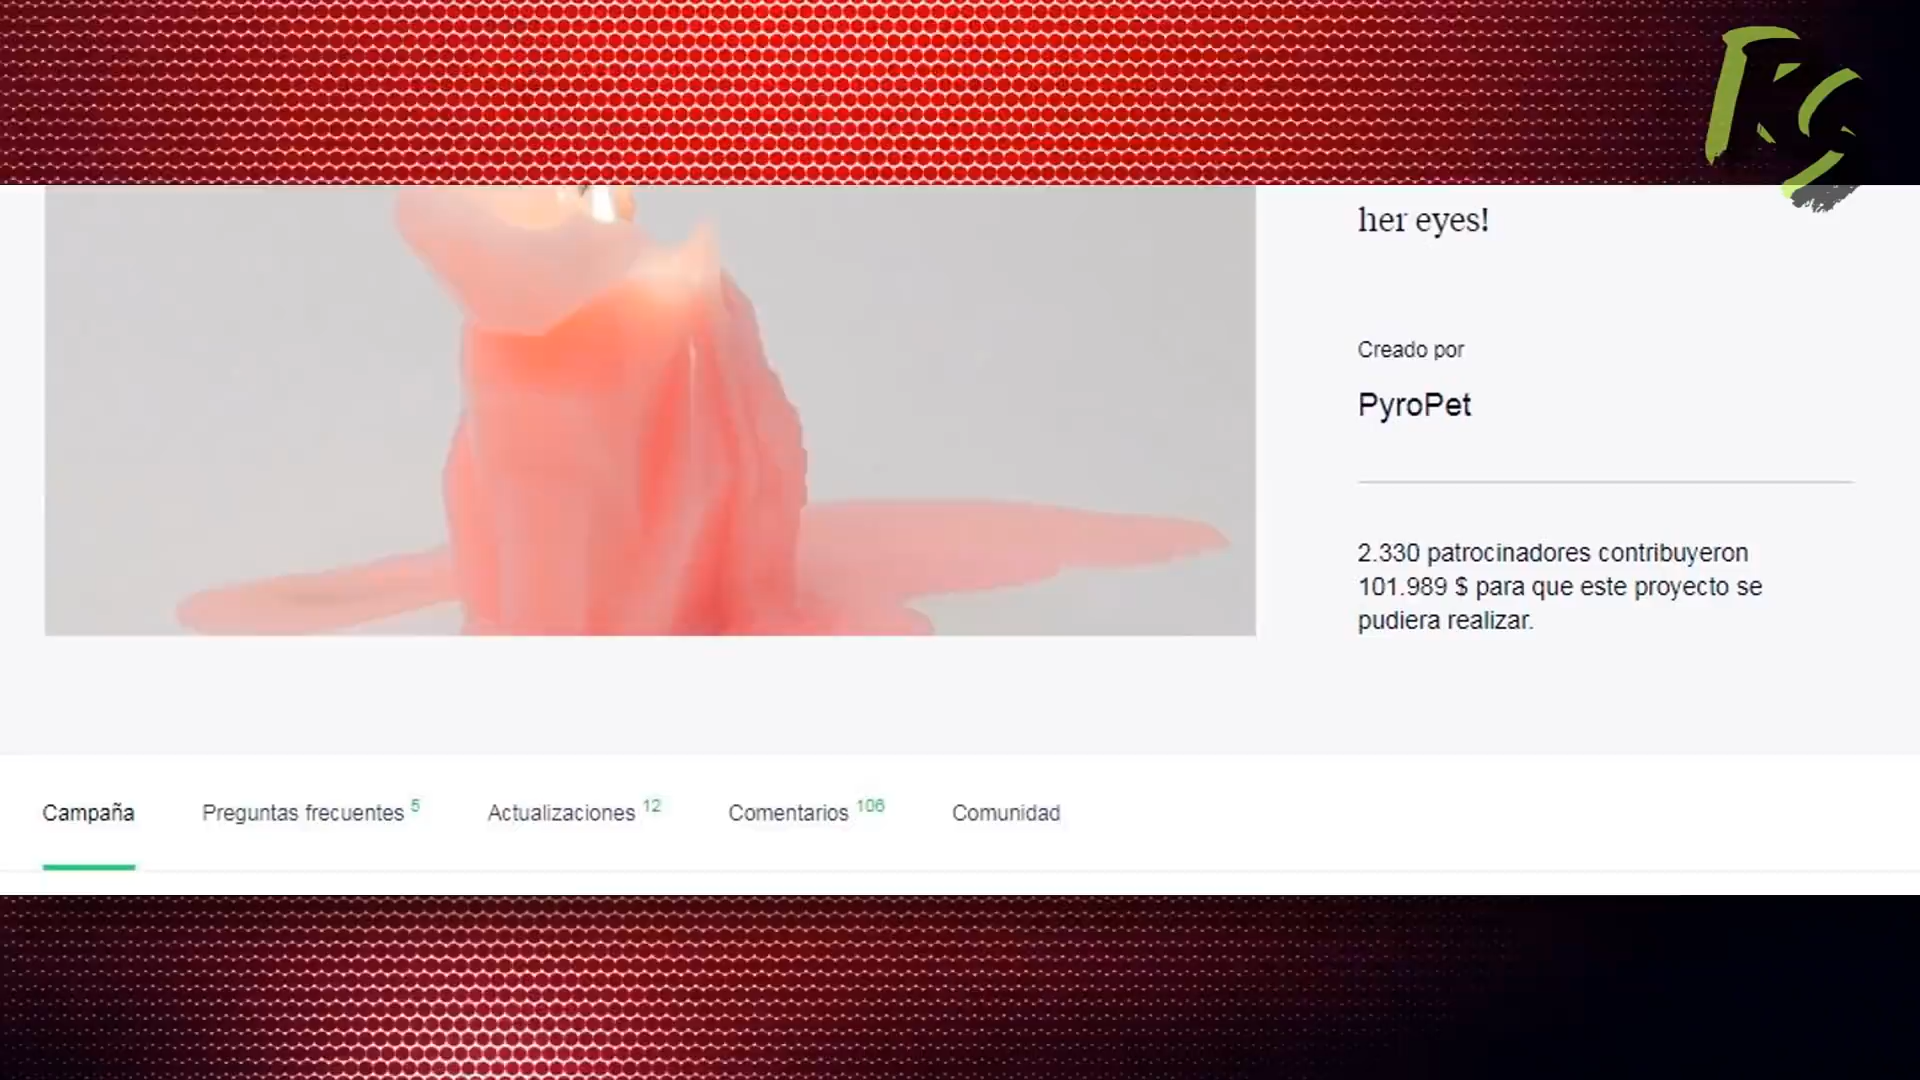 her eyes!
Creado por
PyroPet
2.330 patrocinadores contribuyeron
101.989 $ para que este proyecto se
pudiera realizar.
Campaña Preguntas frecuentes 5 Actualizaciones 12 Comentarios 106 Comunidad